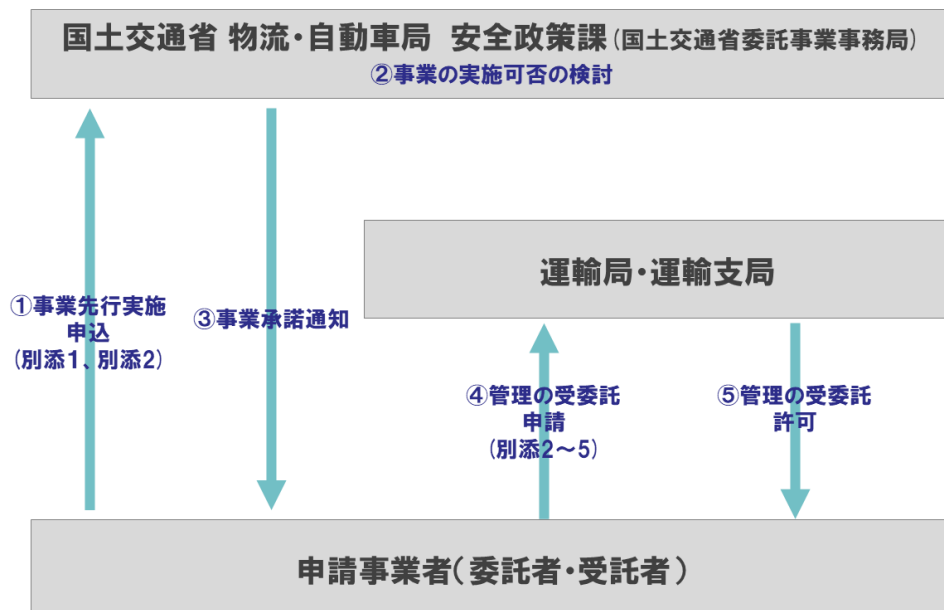 国土交通省 物流・自動車局 安全政策課(国土交通省委託事業事務局)
②事業の実施可否の検討
運輸局・運輸支局
①事業先行実施
申込
(別添1、別添2)
③事業承諾通知
④管理の受委託
申請
(別添2～5)
⑤管理の受委託
許可
申請事業者(委託者・受託者)